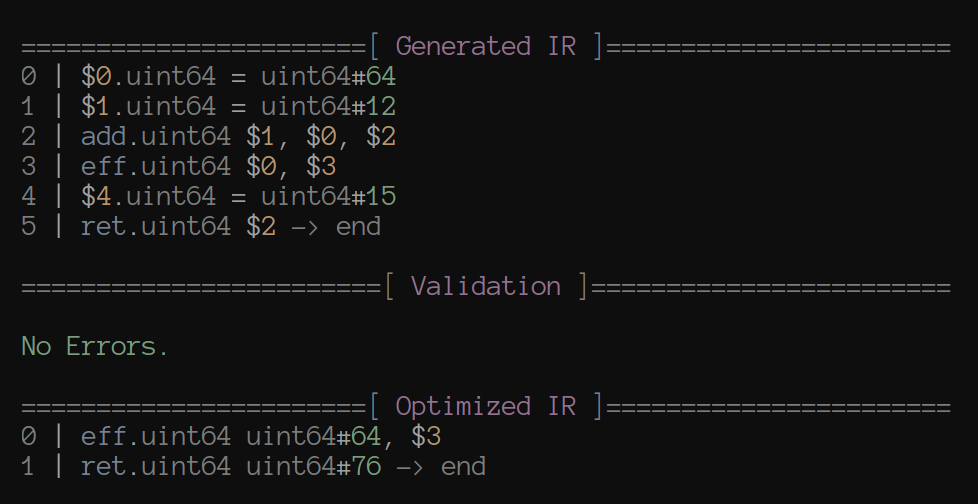 =======================[ Generated IR ]=======================
0 | $0.uint64 = uint64#64
1 | $1.uint64 = uint64#12
2 | add.uint64 $1, $0, $2
3 | eff.uint64 $0, $3
4 | $4.uint64 = uint64#15
5 | ret.uint64 $2 -> end
========================[ Validation ]========================
No Errors.
=======================[ Optimized IR ]=======================
0 | eff.uint64 uint64#64, $3
1 | ret.uint64 uint64#76 -> end